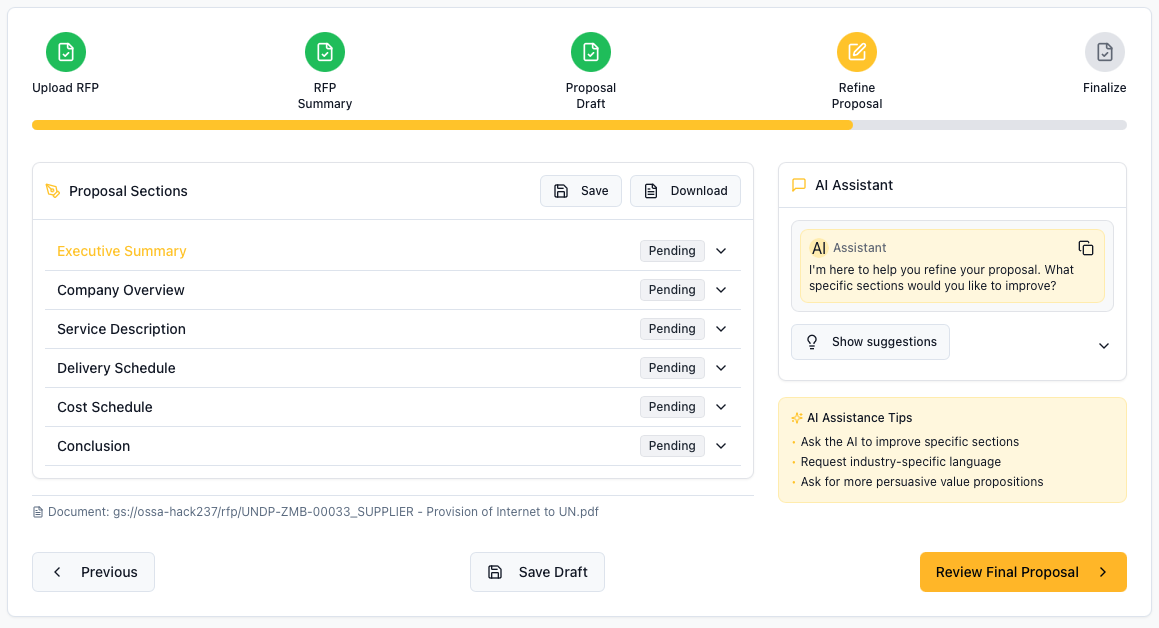 Upload RFP
RFP
Summary
Proposal
Draft
Refine
Proposal
Finalize
Proposal Sections
Save
Download
Executive Summary
Pending
Company Overview
Pending
Service Description
Pending
Delivery Schedule
Pending
Cost Schedule
Pending
Conclusion
Pending
Document: gs://ossa-hack237/rfp/UNDP-ZMB-00033_SUPPLIER - Provision of Internet to UN.pdf
AI Assistant
AI Assistant
I'm here to help you refine your proposal. What
specific sections would you like to improve?
Show suggestions
AI Assistance Tips
· Ask the AI to improve specific sections
· Request industry-specific language
· Ask for more persuasive value propositions
Previous
Save Draft
Review Final Proposal